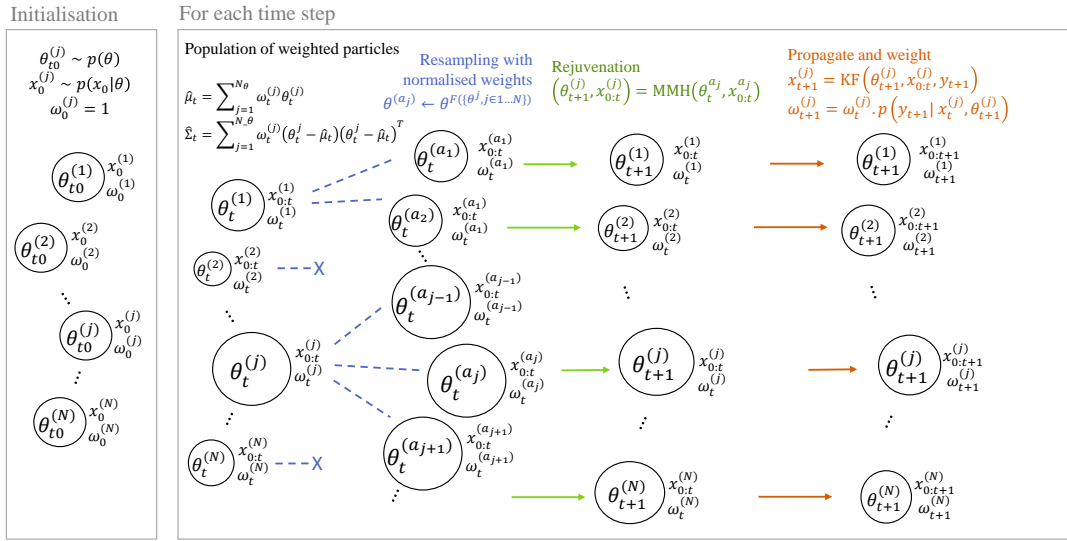 Initialisation
θ_{t0}^{(j)} ~ p(θ)
x_0^{(j)} ~ p(x_0|θ)
ω_0^{(j)} = 1
θ_{t0}^{(1)} x_0^{(1)} ω_0^{(1)}
θ_{t0}^{(2)} x_0^{(2)} ω_0^{(2)}
...
θ_{t0}^{(j)} x_0^{(j)} ω_0^{(j)}
...
θ_{t0}^{(N)} x_0^{(N)} ω_0^{(N)}
For each time step
Population of weighted particles
μ̂_t = ∑_{j=1}^{N_θ} ω_t^{(j)} θ_t^{(j)}
Σ̂_t = ∑_{j=1}^{N_θ} ω_t^{(j)} (θ_t^j − μ̂_t)(θ_t^j − μ̂_t)^T
θ_t^{(1)} x_{0:t}^{(1)} ω_t^{(1)}
θ_t^{(2)} x_{0:t}^{(2)} ω_t^{(2)} X
...
θ_t^{(j)} x_{0:t}^{(j)} ω_t^{(j)}
...
θ_t^{(N)} x_{0:t}^{(N)} ω_t^{(N)} X
Resampling with
normalised weights
θ^{(a_j)} ← θ^{F({θ^j, j∈1…N})}
θ_t^{(a_1)} x_{0:t}^{(a_1)} ω_t^{(a_1)}
θ_t^{(a_2)} x_{0:t}^{(a_1)} ω_t^{(a_1)}
...
θ_t^{(a_{j−1})} x_{0:t}^{(a_{j−1})} ω_t^{(a_{j−1})}
θ_t^{(a_j)} x_{0:t}^{(a_j)} ω_t^{(a_j)}
θ_t^{(a_{j+1})} x_{0:t}^{(a_{j+1})} ω_t^{(a_{j+1})}
...
Rejuvenation
(θ_{t+1}^{(j)}, x_{0:t}^{(j)}) = MMH(θ_t^{a_j}, x_{0:t}^{a_j})
θ_{t+1}^{(1)} x_{0:t}^{(1)} ω_t^{(1)}
θ_{t+1}^{(2)} x_{0:t}^{(2)} ω_t^{(2)}
...
θ_{t+1}^{(j)} x_{0:t}^{(j)} ω_t^{(j)}
...
θ_{t+1}^{(N)} x_{0:t}^{(N)} ω_t^{(N)}
Propagate and weight
x_{t+1}^{(j)} = KF(θ_{t+1}^{(j)}, x_{0:t}^{(j)}, y_{t+1})
ω_{t+1}^{(j)} = ω_t^{(j)}. p(y_{t+1}| x_t^{(j)}, θ_{t+1}^{(j)})
θ_{t+1}^{(1)} x_{0:t+1}^{(1)} ω_{t+1}^{(1)}
θ_{t+1}^{(2)} x_{0:t+1}^{(2)} ω_{t+1}^{(2)}
...
θ_{t+1}^{(j)} x_{0:t+1}^{(j)} ω_{t+1}^{(j)}
...
θ_{t+1}^{(N)} x_{0:t+1}^{(N)} ω_{t+1}^{(N)}